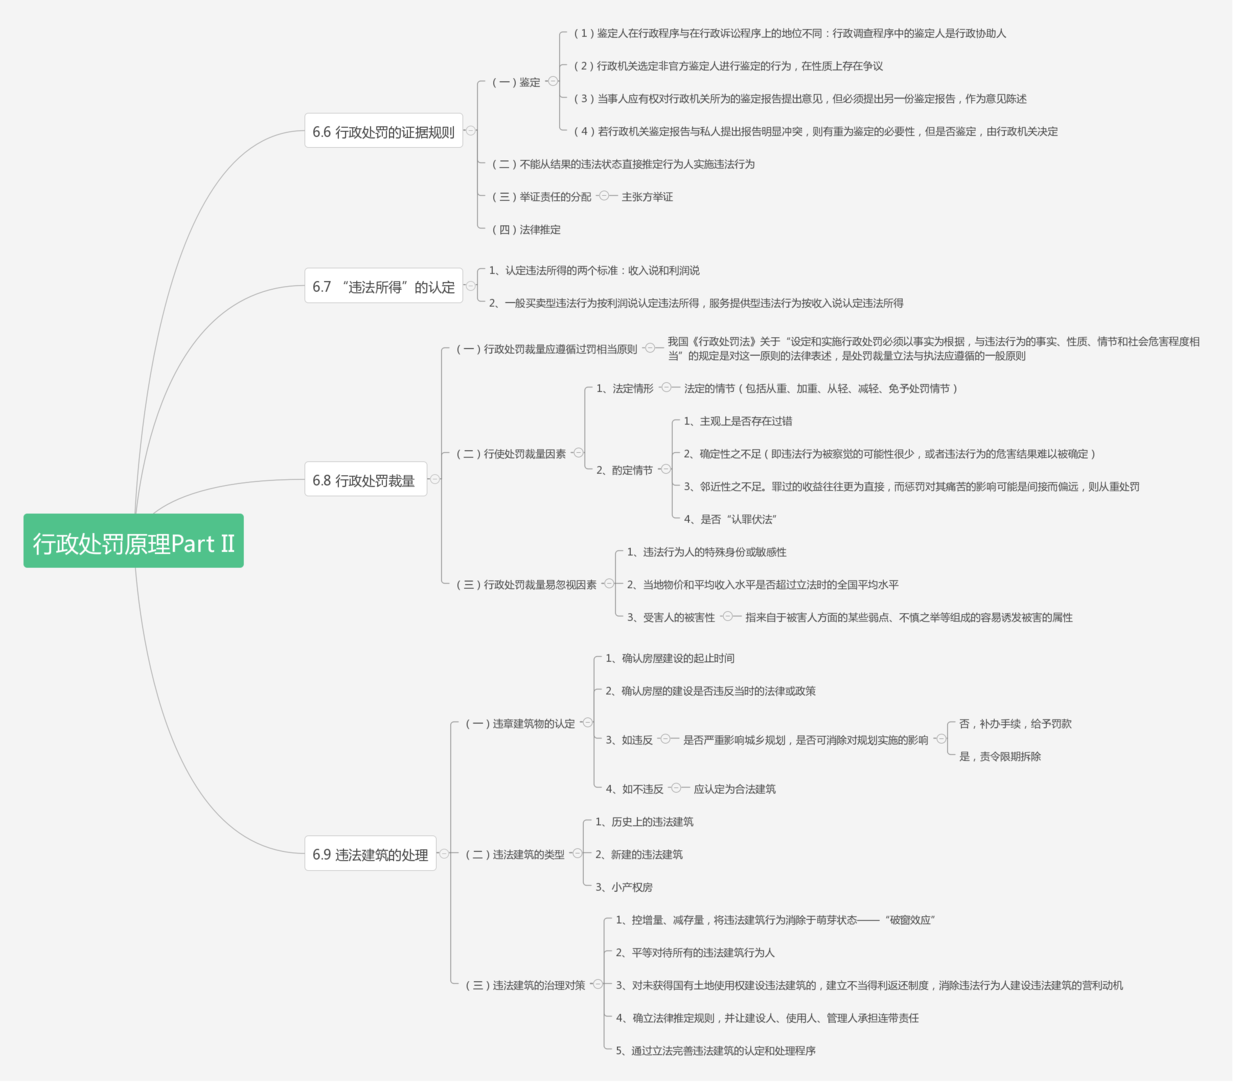 行政处罚原理Part II
6.6 行政处罚的证据规则
（一）鉴定
（1）鉴定人在行政程序与在行政诉讼程序上的地位不同：行政调查程序中的鉴定人是行政协助人
（2）行政机关选定非官方鉴定人进行鉴定的行为，在性质上存在争议
（3）当事人应有权对行政机关所为的鉴定报告提出意见，但必须提出另一份鉴定报告，作为意见陈述
（4）若行政机关鉴定报告与私人提出报告明显冲突，则有重为鉴定的必要性，但是否鉴定，由行政机关决定
（二）不能从结果的违法状态直接推定行为人实施违法行为
（三）举证责任的分配
主张方举证
（四）法律推定
6.7 “违法所得”的认定
1、认定违法所得的两个标准：收入说和利润说
2、一般买卖型违法行为按利润说认定违法所得，服务提供型违法行为按收入说认定违法所得
6.8 行政处罚裁量
（一）行政处罚裁量应遵循过罚相当原则
我国《行政处罚法》关于“设定和实施行政处罚必须以事实为根据，与违法行为的事实、性质、情节和社会危害程度相
当”的规定是对这一原则的法律表述，是处罚裁量立法与执法应遵循的一般原则
（二）行使处罚裁量因素
1、法定情形
法定的情节（包括从重、加重、从轻、减轻、免予处罚情节）
2、酌定情节
1、主观上是否存在过错
2、确定性之不足（即违法行为被察觉的可能性很少，或者违法行为的危害结果难以被确定）
3、邻近性之不足。罪过的收益往往更为直接，而惩罚对其痛苦的影响可能是间接而偏远，则从重处罚
4、是否“认罪伏法”
（三）行政处罚裁量易忽视因素
1、违法行为人的特殊身份或敏感性
2、当地物价和平均收入水平是否超过立法时的全国平均水平
3、受害人的被害性
指来自于被害人方面的某些弱点、不慎之举等组成的容易诱发被害的属性
6.9 违法建筑的处理
（一）违章建筑物的认定
1、确认房屋建设的起止时间
2、确认房屋的建设是否违反当时的法律或政策
3、如违反
是否严重影响城乡规划，是否可消除对规划实施的影响
否，补办手续，给予罚款
是，责令限期拆除
4、如不违反
应认定为合法建筑
（二）违法建筑的类型
1、历史上的违法建筑
2、新建的违法建筑
3、小产权房
（三）违法建筑的治理对策
1、控增量、减存量，将违法建筑行为消除于萌芽状态——“破窗效应”
2、平等对待所有的违法建筑行为人
3、对未获得国有土地使用权建设违法建筑的，建立不当得利返还制度，消除违法行为人建设违法建筑的营利动机
4、确立法律推定规则，并让建设人、使用人、管理人承担连带责任
5、通过立法完善违法建筑的认定和处理程序